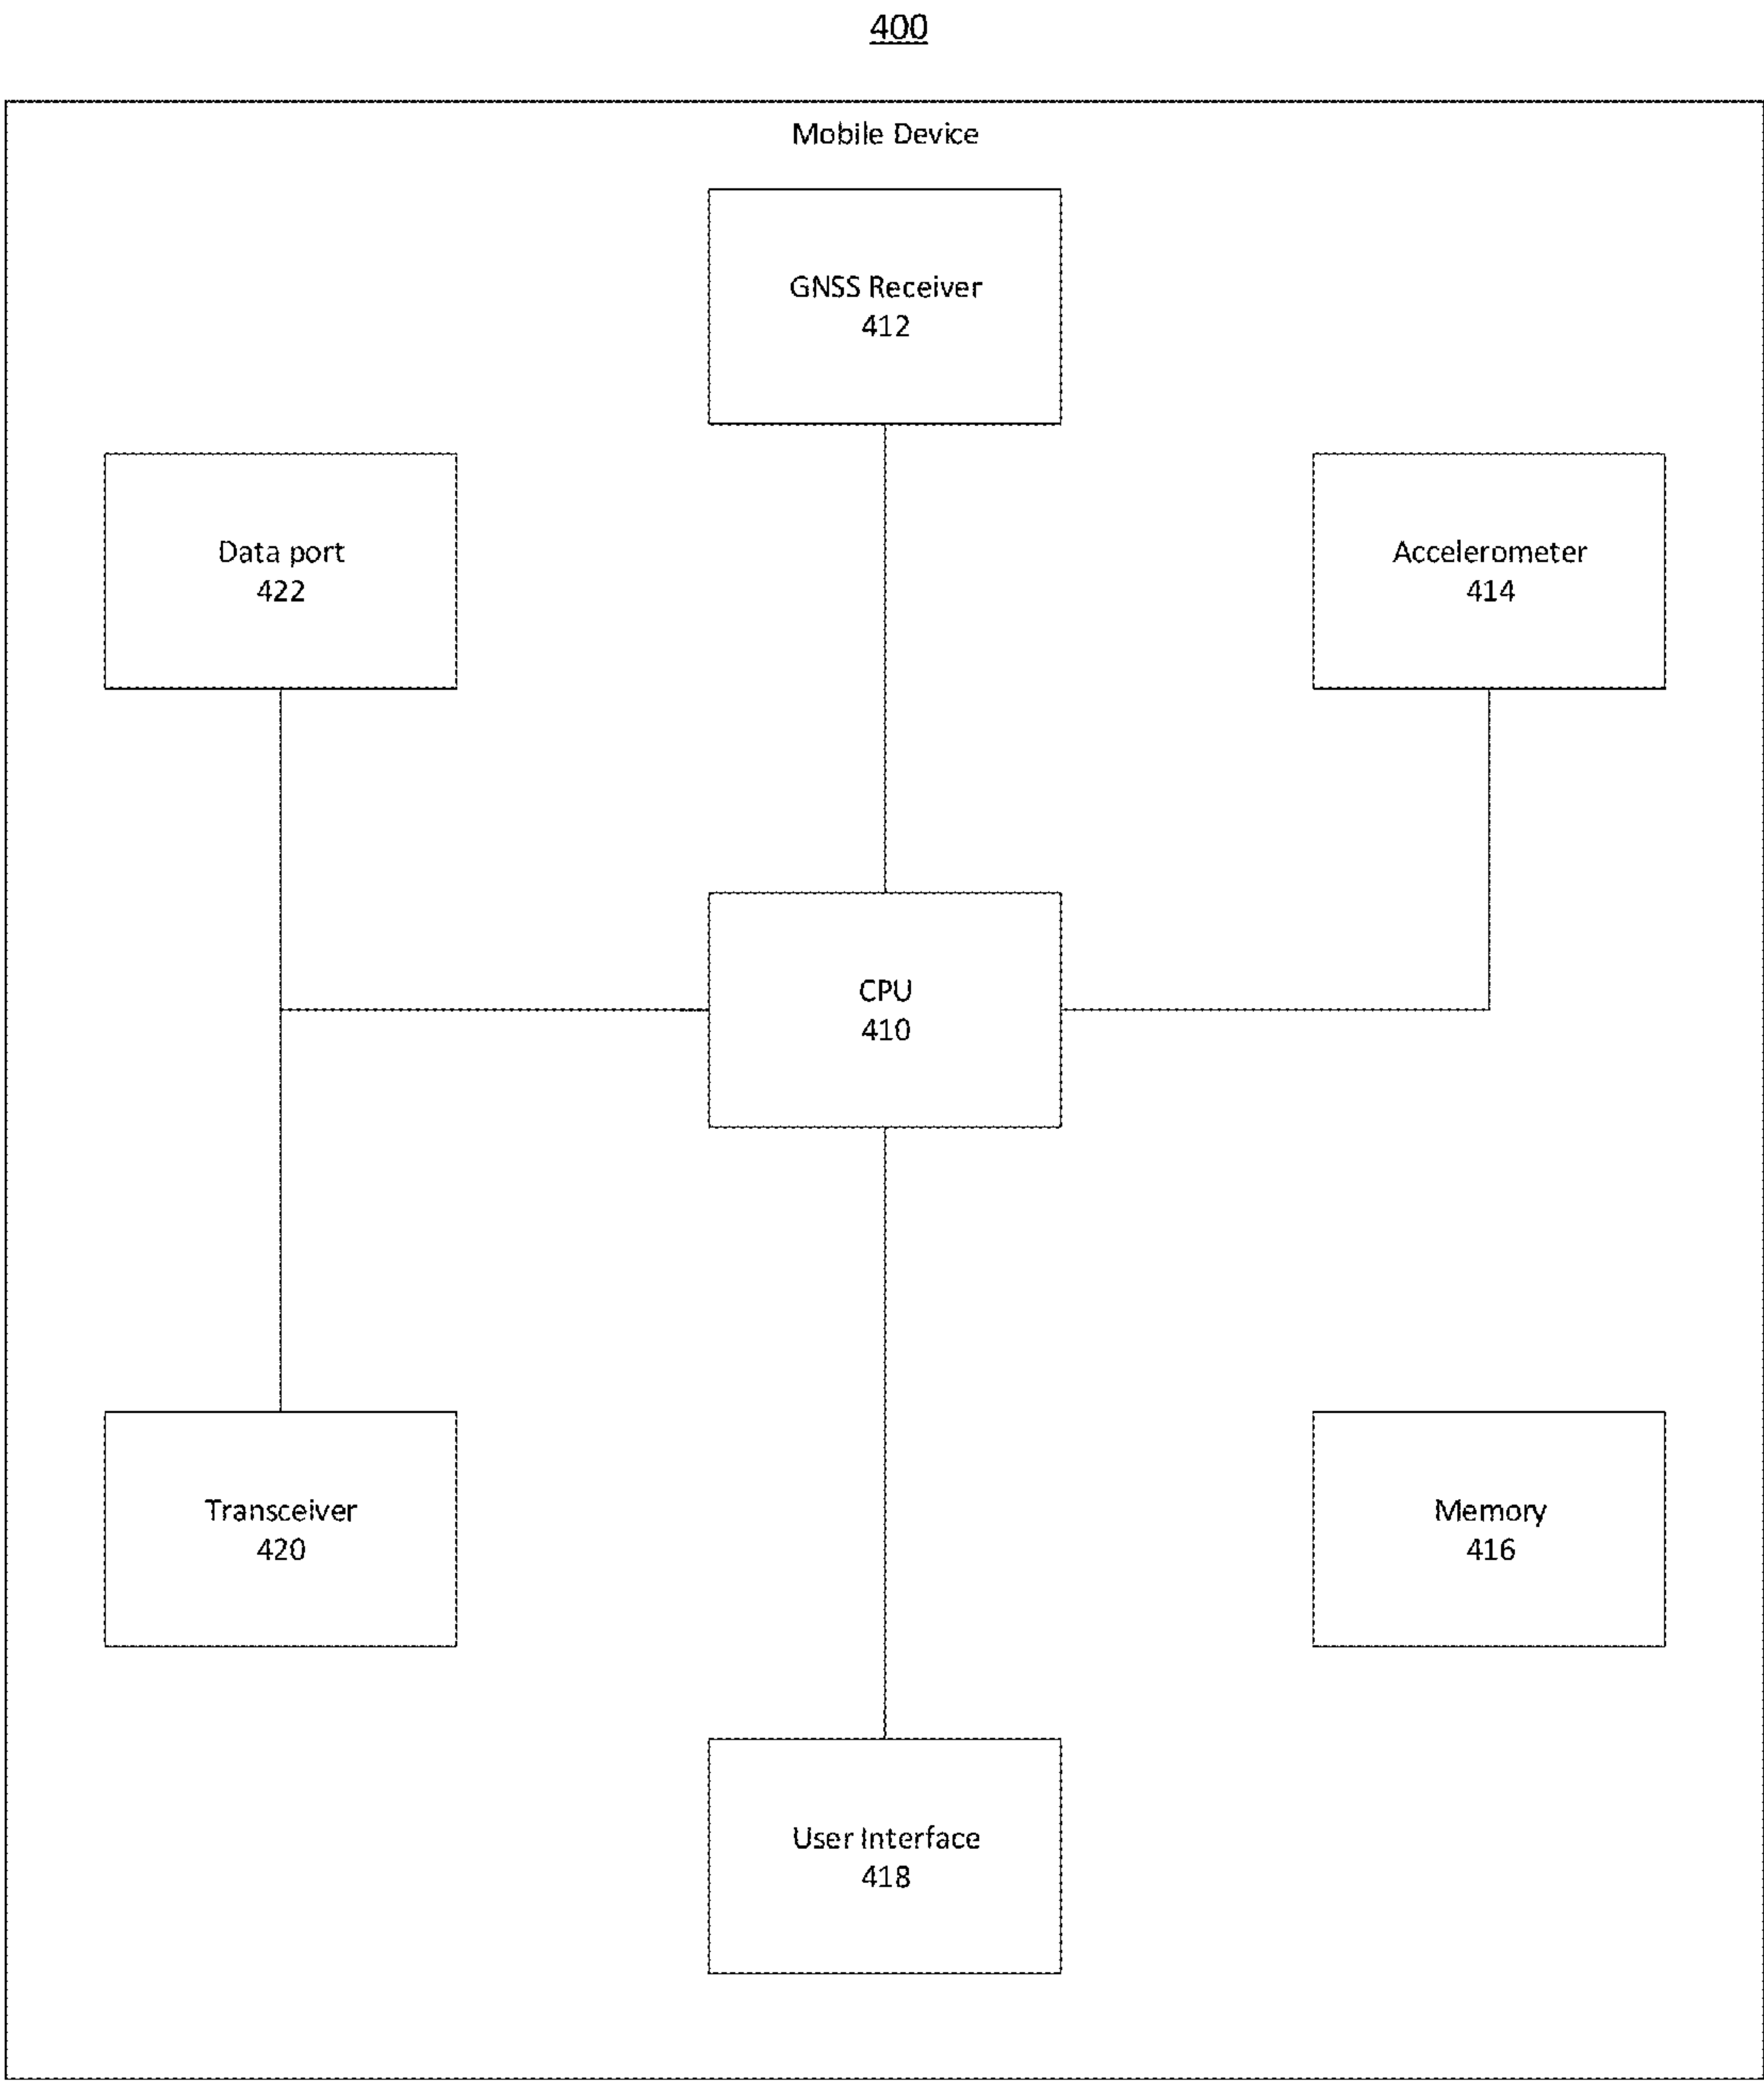 400
Mobile Device
GNSS Receiver
412
Data port
422
Accelerometer
414
CPU
410
Transceiver
420
Memory
416
User Interface
418